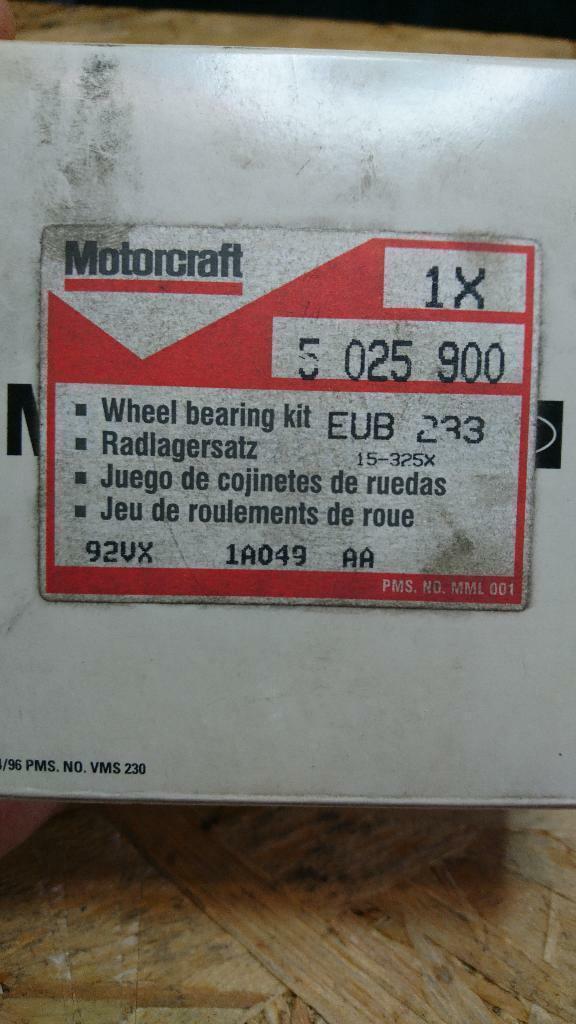 Motorcraft
1X
5 025 900
▪ Wheel bearing kit
EUB 233
▪ Radlagersatz
15-325X
▪ Juego de cojinetes de ruedas
▪ Jeu de roulements de roue
92VX 1A049 AA
PMS. NO. MML 001
/96 PMS. NO. VMS 230